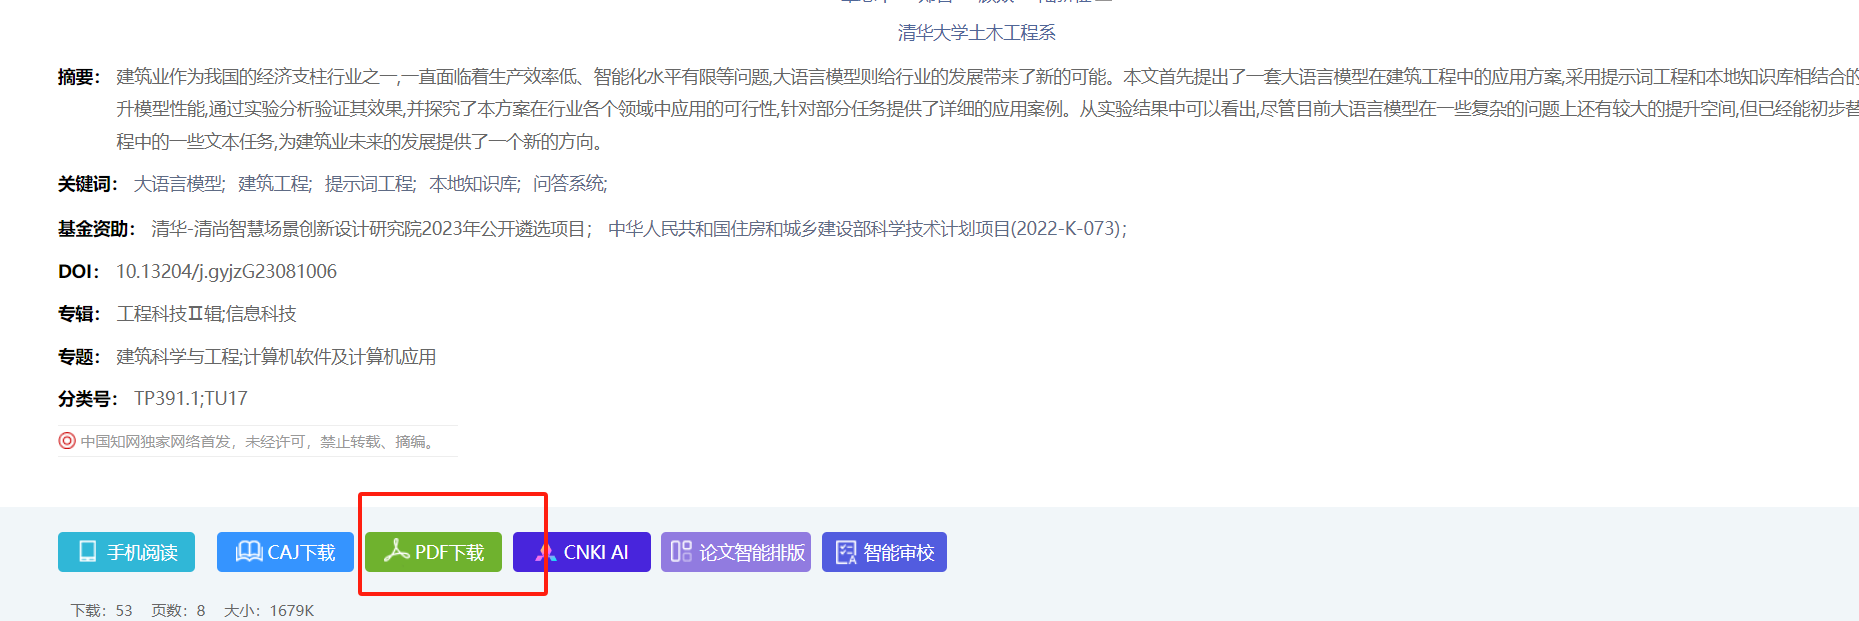 清华大学土木工程系
摘要： 建筑业作为我国的经济支柱行业之一,一直面临着生产效率低、智能化水平有限等问题,大语言模型则给行业的发展带来了新的可能。本文首先提出了一套大语言模型在建筑工程中的应用方案,采用提示词工程和本地知识库相结合的
升模型性能,通过实验分析验证其效果,并探究了本方案在行业各个领域中应用的可行性,针对部分任务提供了详细的应用案例。从实验结果中可以看出,尽管目前大语言模型在一些复杂的问题上还有较大的提升空间,但已经能初步替
程中的一些文本任务,为建筑业未来的发展提供了一个新的方向。
关键词： 大语言模型; 建筑工程; 提示词工程; 本地知识库; 问答系统;
基金资助： 清华-清尚智慧场景创新设计研究院2023年公开遴选项目； 中华人民共和国住房和城乡建设部科学技术计划项目(2022-K-073)；
DOI： 10.13204/j.gyjzG23081006
专辑： 工程科技Ⅱ辑;信息科技
专题： 建筑科学与工程;计算机软件及计算机应用
分类号： TP391.1;TU17
中国知网独家网络首发，未经许可，禁止转载、摘编。
手机阅读 CAJ下载 PDF下载 CNKI AI 论文智能排版 智能审校
下载：53 页数：8 大小：1679K